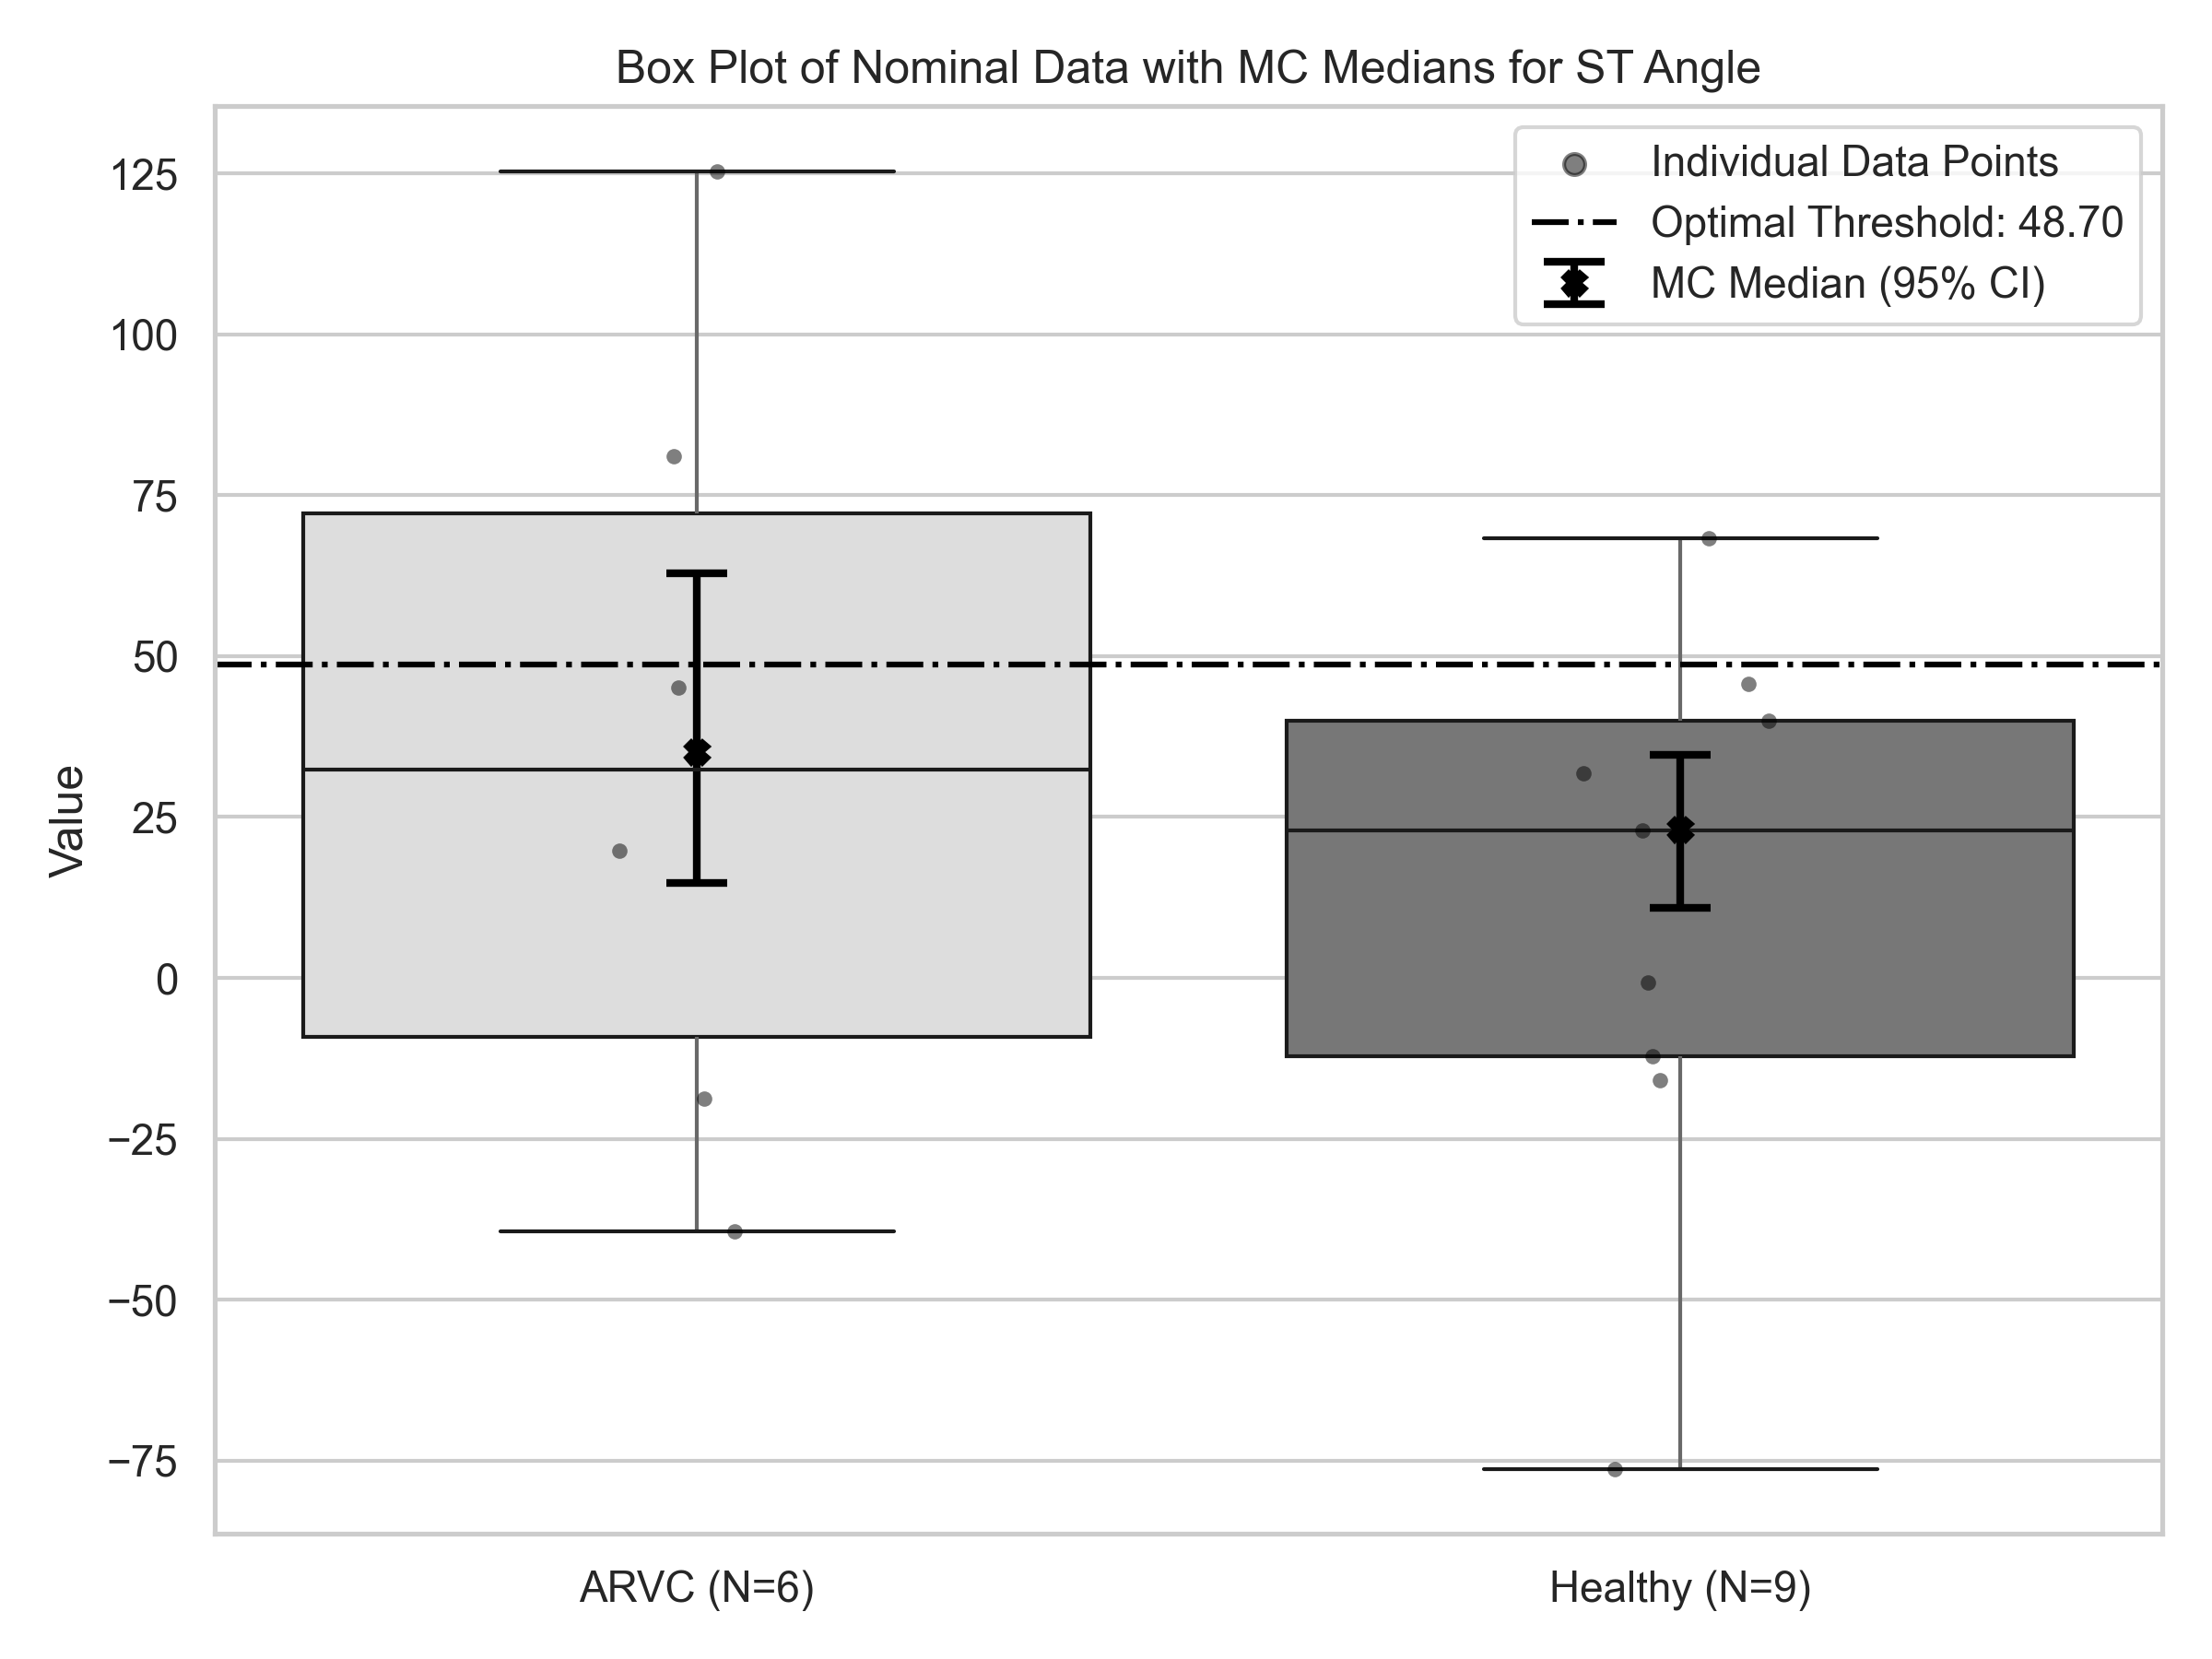 Box Plot of Nominal Data with MC Medians for ST Angle
Individual Data Points
Optimal Threshold: 48.70
MC Median (95% CI)
Value
125
100
75
50
25
0
−25
−50
−75
ARVC (N=6)
Healthy (N=9)